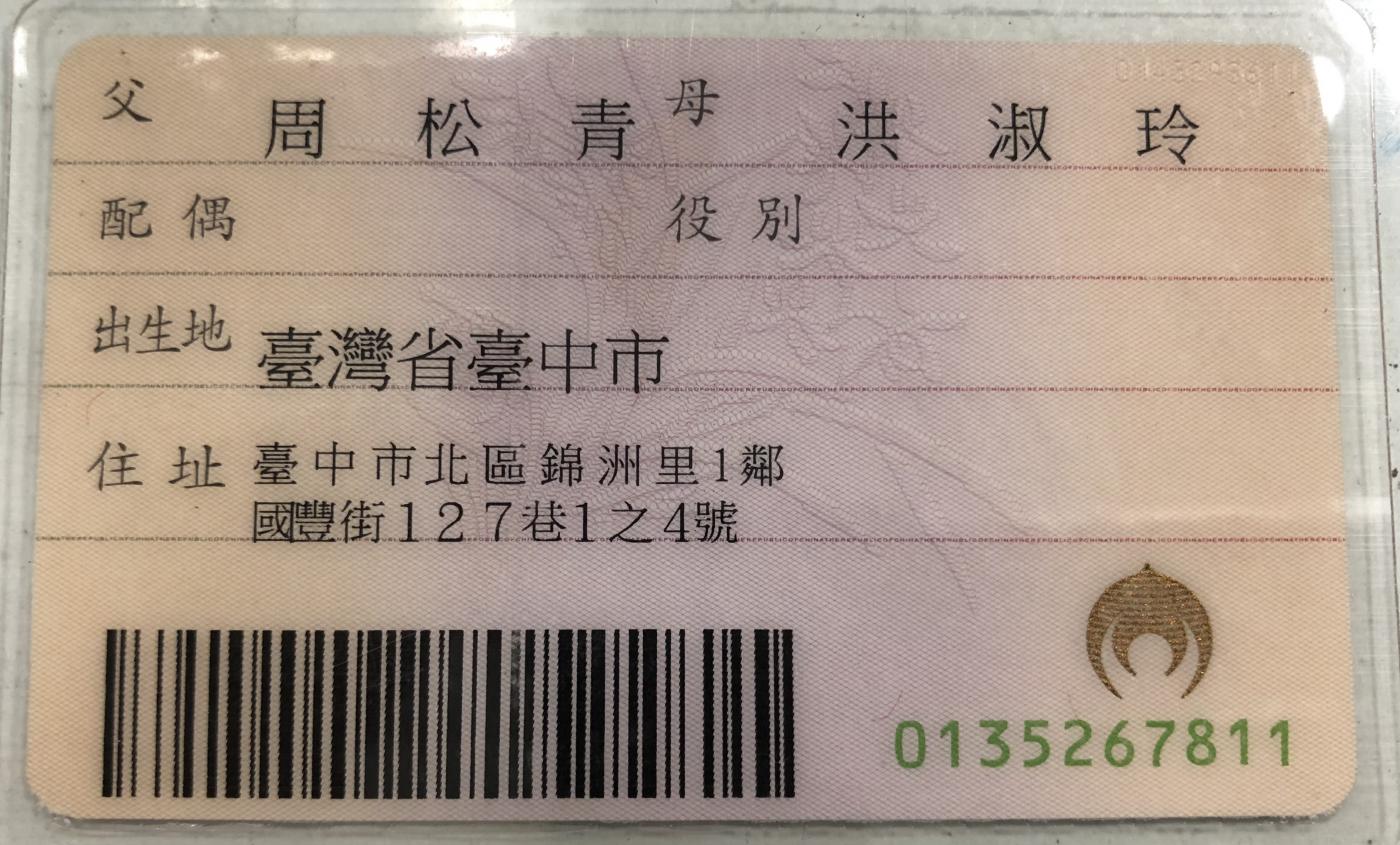 父 周松青 母 洪淑玲
配偶 役別
出生地 臺灣省臺中市
住址 臺中市北區錦洲里1鄰
國豐街127巷1之4號
0135267811